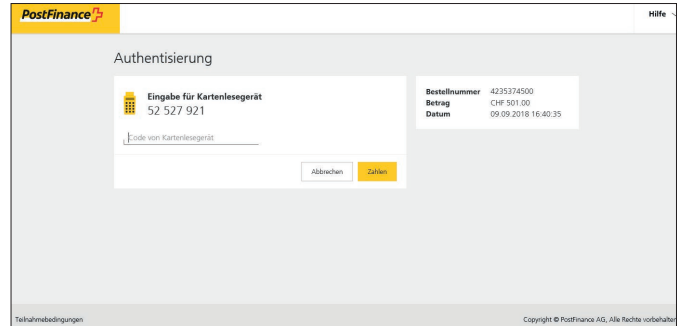 PostFinance
Hilfe
Authentisierung
Eingabe für Kartenlesegerät
52 527 921
Code von Kartenlesegerät
Abbrechen Zahlen
Bestellnummer 4235374500
Betrag CHF 501.00
Datum 09.09.2018 16:40:35
Teilnahmebedingungen
Copyright © PostFinance AG, Alle Rechte vorbehalten